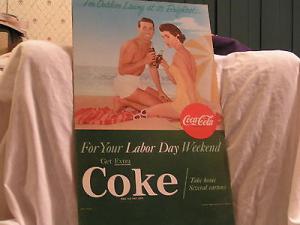 For Outdoor Living at its Brightest...
Coca-Cola
For Your Labor Day Weekend
Get Extra
Coke
Take home
Several cartons